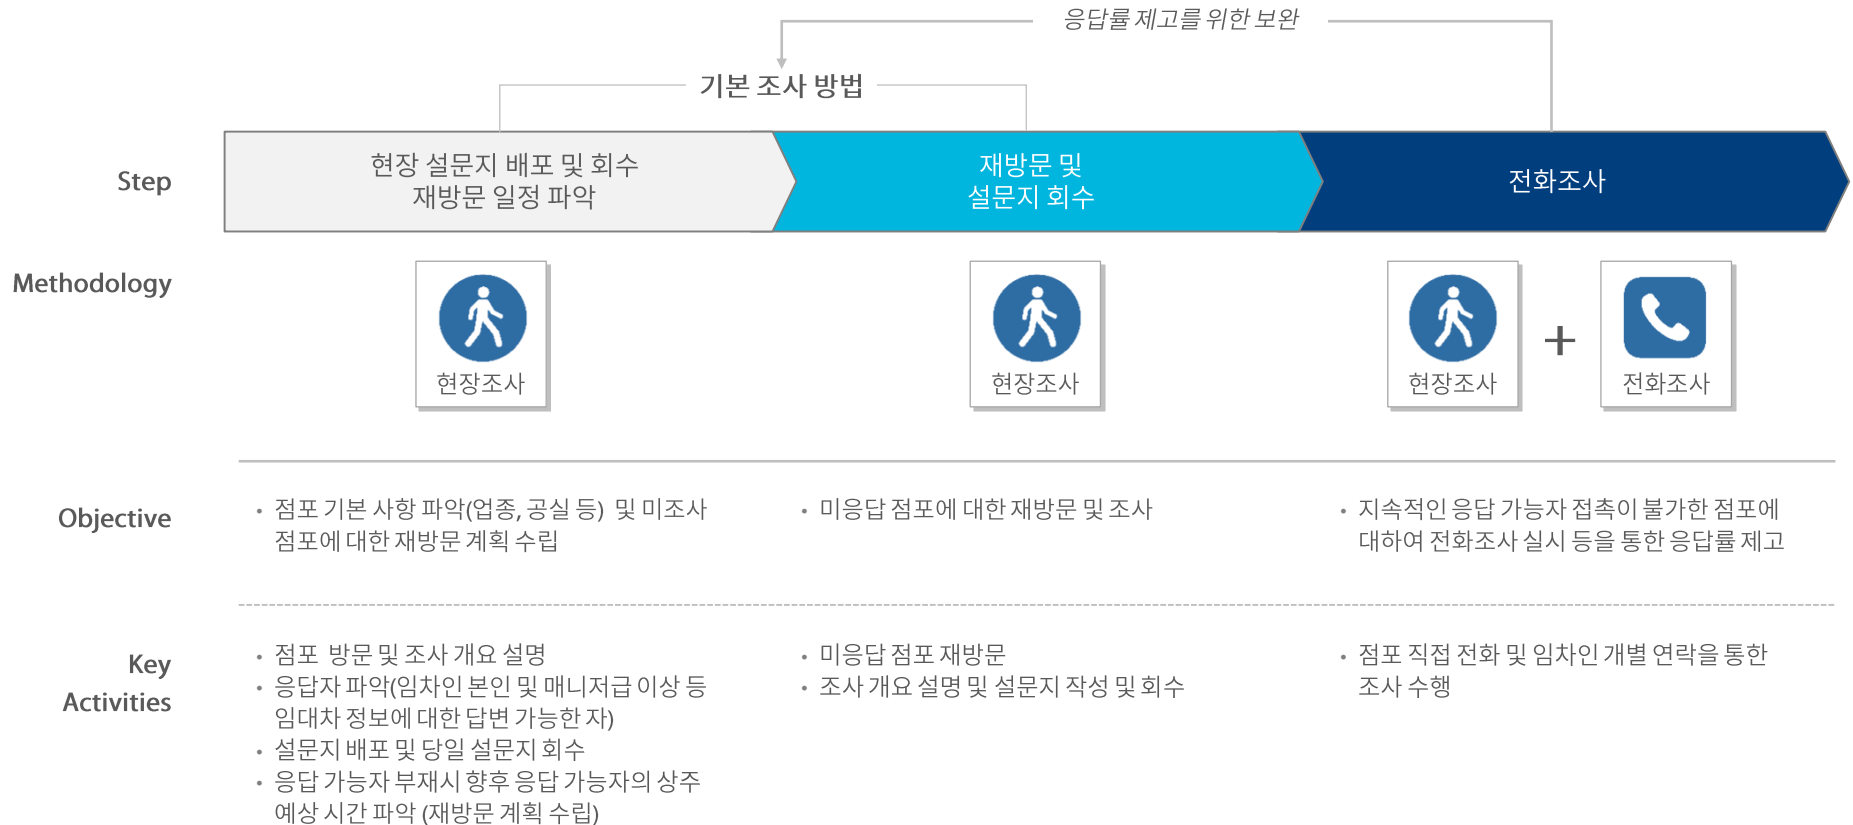 응답률 제고를 위한 보완
기본 조사 방법
Step
현장 설문지 배포 및 회수
재방문 일정 파악
재방문 및
설문지 회수
전화조사
Methodology
현장조사
현장조사
현장조사
+
전화조사
Objective
• 점포 기본 사항 파악(업종, 공실 등) 및 미조사
점포에 대한 재방문 계획 수립
• 미응답 점포에 대한 재방문 및 조사
• 지속적인 응답 가능자 접촉이 불가한 점포에
대하여 전화조사 실시 등을 통한 응답률 제고
Key
Activities
• 점포 방문 및 조사 개요 설명
• 응답자 파악(임차인 본인 및 매니저급 이상 등
임대차 정보에 대한 답변 가능한 자)
• 설문지 배포 및 당일 설문지 회수
• 응답 가능자 부재시 향후 응답 가능자의 상주
예상 시간 파악 (재방문 계획 수립)
• 미응답 점포 재방문
• 조사 개요 설명 및 설문지 작성 및 회수
• 점포 직접 전화 및 임차인 개별 연락을 통한
조사 수행